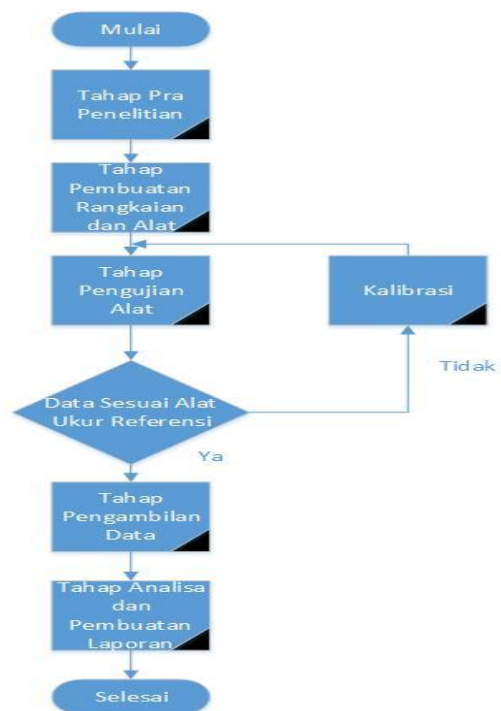 Mulai
Tahap Pra
Penelitian
Tahap
Pembuatan
Rangkaian
dan Alat
Tahap
Pengujian
Alat
Kalibrasi
Tidak
Data Sesuai Alat
Ukur Referensi
Ya
Tahap
Pengambilan
Data
Tahap Analisa
dan
Pembuatan
Laporan
Selesai